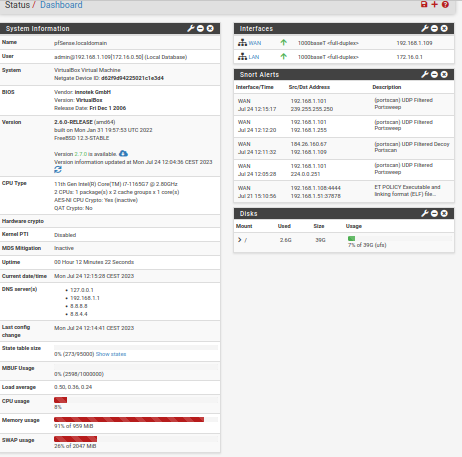 Status / Dashboard
System Information
Name pfSense.localdomain
User admin@192.168.1.109(172.16.0.50) (Local Database)
System VirtualBox Virtual Machine
Netgate Device ID: d62f9d94225021c1e3d4
BIOS Vendor: innotek GmbH
Version: VirtualBox
Release Date: Fri Dec 1 2006
Version 2.6.0-RELEASE (amd64)
built on Mon Jan 31 19:57:53 UTC 2022
FreeBSD 12.3-STABLE
Version 2.7.0 is available.
Version information updated at Mon Jul 24 12:04:36 CEST 2023
CPU Type 11th Gen Intel(R) Core(TM) i7-1165G7 @ 2.80GHz
2 CPUs: 1 package(s) x 2 cache groups x 1 core(s)
AES-NI CPU Crypto: Yes (inactive)
QAT Crypto: No
Hardware crypto
Kernel PTI Disabled
MDS Mitigation Inactive
Uptime 00 Hour 12 Minutes 22 Seconds
Current date/time Mon Jul 24 12:15:28 CEST 2023
DNS server(s)
127.0.0.1
192.168.1.1
8.8.8.8
8.8.4.4
Last config change Mon Jul 24 12:14:41 CEST 2023
State table size
0% (273/95000) Show states
MBUF Usage
0% (2598/1000000)
Load average 0.50, 0.36, 0.24
CPU usage
8%
Memory usage
91% of 959 MiB
SWAP usage
26% of 2047 MiB
Interfaces
WAN 1000baseT <full-duplex> 192.168.1.109
LAN 1000baseT <full-duplex> 172.16.0.1
Snort Alerts
Interface/Time Src/Dst Address Description
WAN 192.168.1.101 (portscan) UDP Filtered
Jul 24 12:15:17 239.255.255.250 Portsweep
WAN 192.168.1.101 (portscan) UDP Filtered
Jul 24 12:12:20 192.168.1.255 Portsweep
WAN 184.26.160.67 (portscan) UDP Filtered Decoy
Jul 24 12:11:32 192.168.1.109 Portscan
WAN 192.168.1.101 (portscan) UDP Filtered
Jul 24 12:05:28 224.0.0.251 Portsweep
WAN 192.168.1.108:4444 ET POLICY Executable and
Jul 21 15:10:56 192.168.1.51:37878 linking format (ELF) file...
Disks
Mount Used Size Usage
/ 2.6G 39G
7% of 39G (ufs)